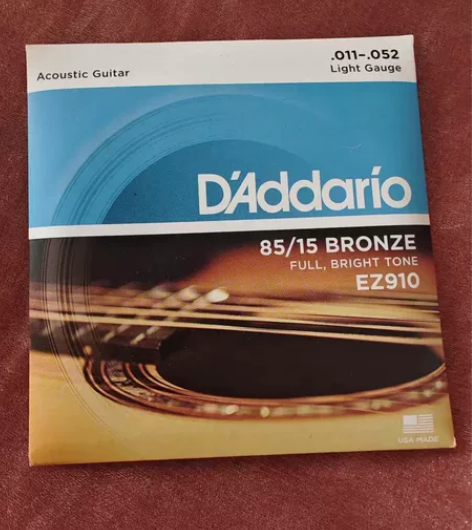 Acoustic Guitar
.011-.052
Light Gauge
D'Addario
85/15 BRONZE
FULL, BRIGHT TONE
EZ910
USA MADE